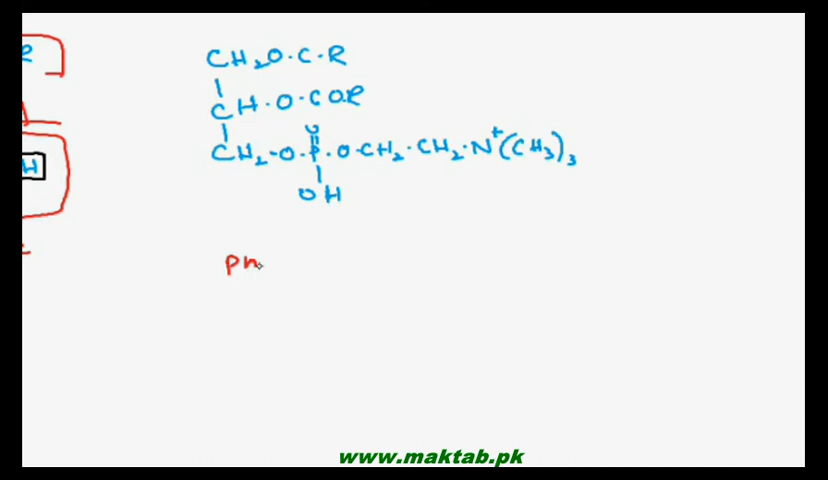 R
CH₂O·C·R
CH·O·COR
O
CH₂-O·P·O·CH₂·CH₂·N⁺(CH₃)₃
H
OH
Ph
www.maktab.pk